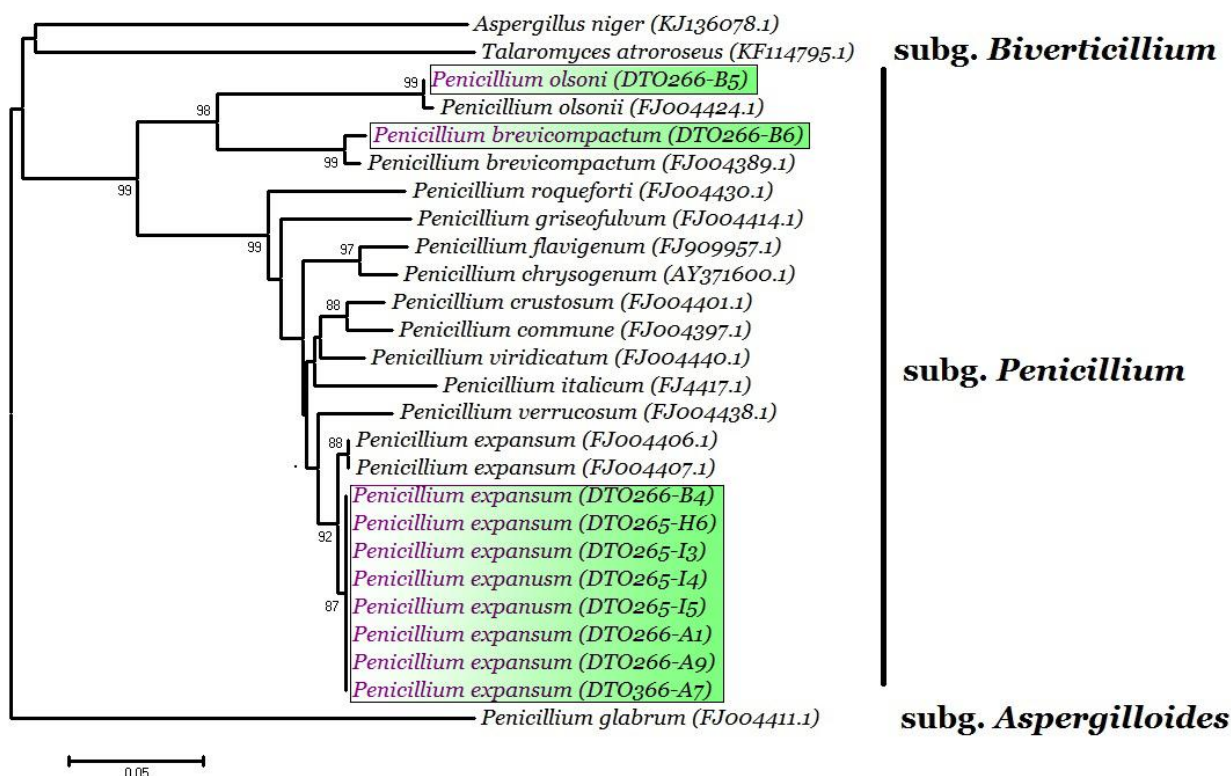 Aspergillus niger (KJ136078.1)
Talaromyces atroroseus (KF114795.1)
subg. Biverticillium
99
Penicillium olsoni (DTO266-B5)
98
Penicillium olsonii (FJ004424.1)
Penicillium brevicompactum (DTO266-B6)
99
Penicillium brevicompactum (FJ004389.1)
99
Penicillium roqueforti (FJ004430.1)
Penicillium griseofulvum (FJ004414.1)
99
97
Penicillium flavigenum (FJ909957.1)
Penicillium chrysogenum (AY371600.1)
88
Penicillium crustosum (FJ004401.1)
Penicillium commune (FJ004397.1)
Penicillium viridicatum (FJ004440.1)
subg. Penicillium
Penicillium italicum (FJ4417.1)
Penicillium verrucosum (FJ004438.1)
88
Penicillium expansum (FJ004406.1)
Penicillium expansum (FJ004407.1)
Penicillium expansum (DTO266-B4)
Penicillium expansum (DTO265-H6)
92
Penicillium expansum (DTO265-I3)
Penicillium expanusm (DTO265-I4)
87
Penicillium expanusm (DTO265-I5)
Penicillium expansum (DTO266-A1)
Penicillium expansum (DTO266-A9)
Penicillium expansum (DTO366-A7)
Penicillium glabrum (FJ004411.1)
subg. Aspergilloides
0.05